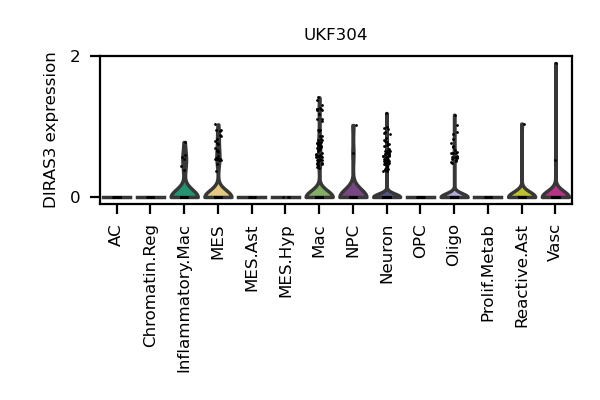 UKF304
DIRAS3 expression
2
0
AC
Chromatin.Reg
Inflammatory.Mac
MES
MES.Ast
MES.Hyp
Mac
NPC
Neuron
OPC
Oligo
Prolif.Metab
Reactive.Ast
Vasc